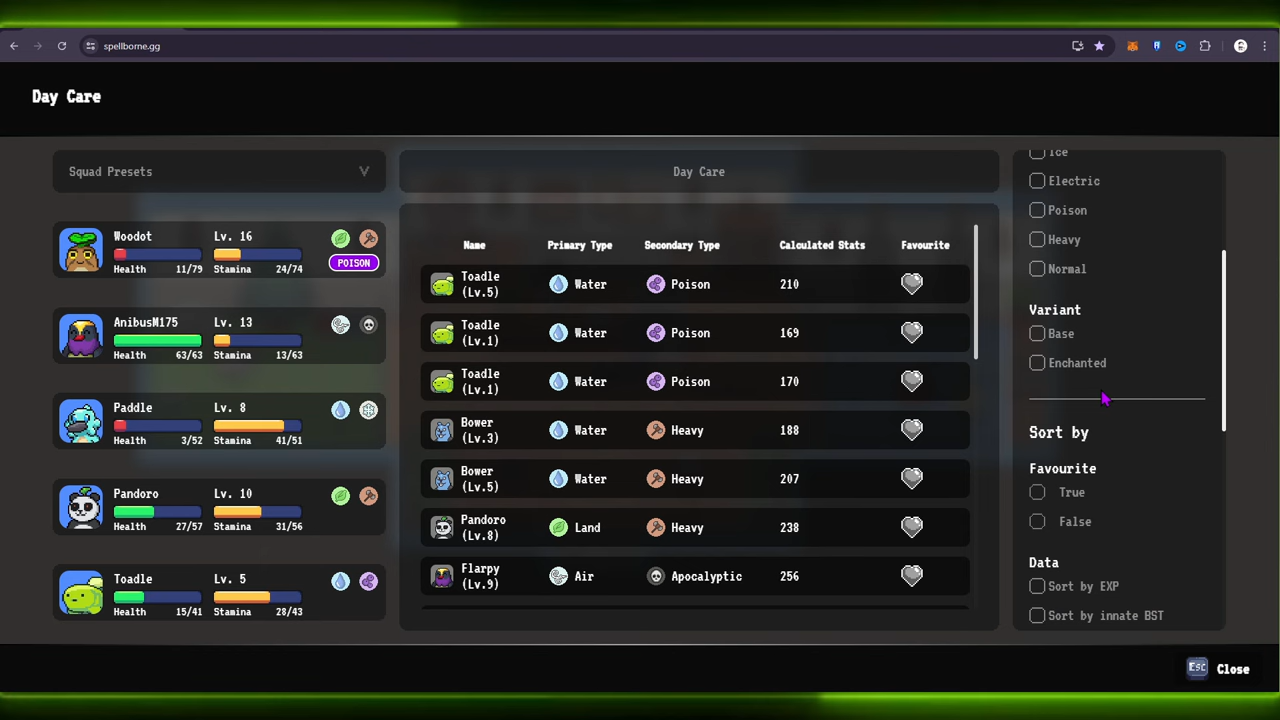 spellborne.gg
Day Care
Squad Presets
Woodot
Lv. 16
Health 11/79
Stamina 24/74
POISON
AnibusM175
Lv. 13
Health 63/63
Stamina 13/63
Paddle
Lv. 8
Health 3/52
Stamina 41/51
Pandoro
Lv. 10
Health 27/57
Stamina 31/56
Toadle
Lv. 5
Health 15/41
Stamina 28/43
Day Care
Name Primary Type Secondary Type Calculated Stats Favourite
Toadle
(Lv.5)
Water Poison 210
Toadle
(Lv.1)
Water Poison 169
Toadle
(Lv.1)
Water Poison 170
Bower
(Lv.3)
Water Heavy 188
Bower
(Lv.5)
Water Heavy 207
Pandoro
(Lv.8)
Land Heavy 238
Flarpy
(Lv.9)
Air Apocalyptic 256
Ice
Electric
Poison
Heavy
Normal
Variant
Base
Enchanted
Sort by
Favourite
True
False
Data
Sort by EXP
Sort by innate BST
ESC Close